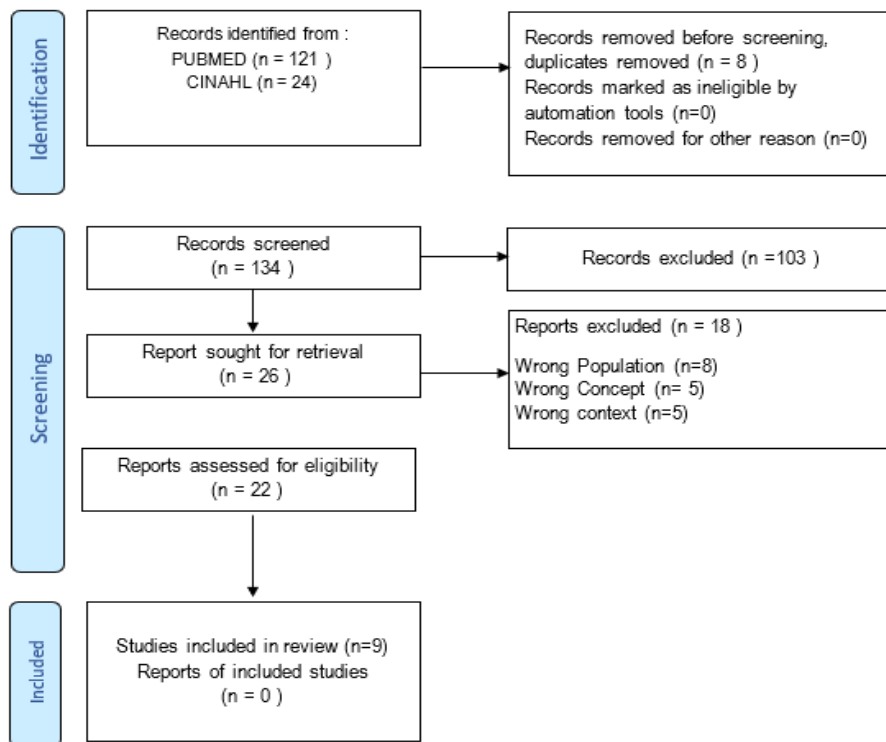 Identification
Records identified from :
PUBMED (n = 121 )
CINAHL (n = 24)
Records removed before screening,
duplicates removed (n = 8 )
Records marked as ineligible by
automation tools (n=0)
Records removed for other reason (n=0)
Screening
Records screened
(n = 134 )
Records excluded (n =103 )
Report sought for retrieval
(n = 26 )
Reports excluded (n = 18 )
Wrong Population (n=8)
Wrong Concept (n= 5)
Wrong context (n=5)
Reports assessed for eligibility
(n = 22 )
Included
Studies included in review (n=9)
Reports of included studies
(n = 0 )